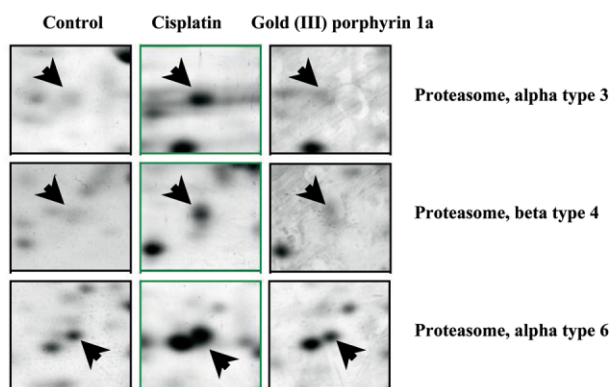 Control Cisplatin Gold (III) porphyrin 1a
Proteasome, alpha type 3
Proteasome, beta type 4
Proteasome, alpha type 6